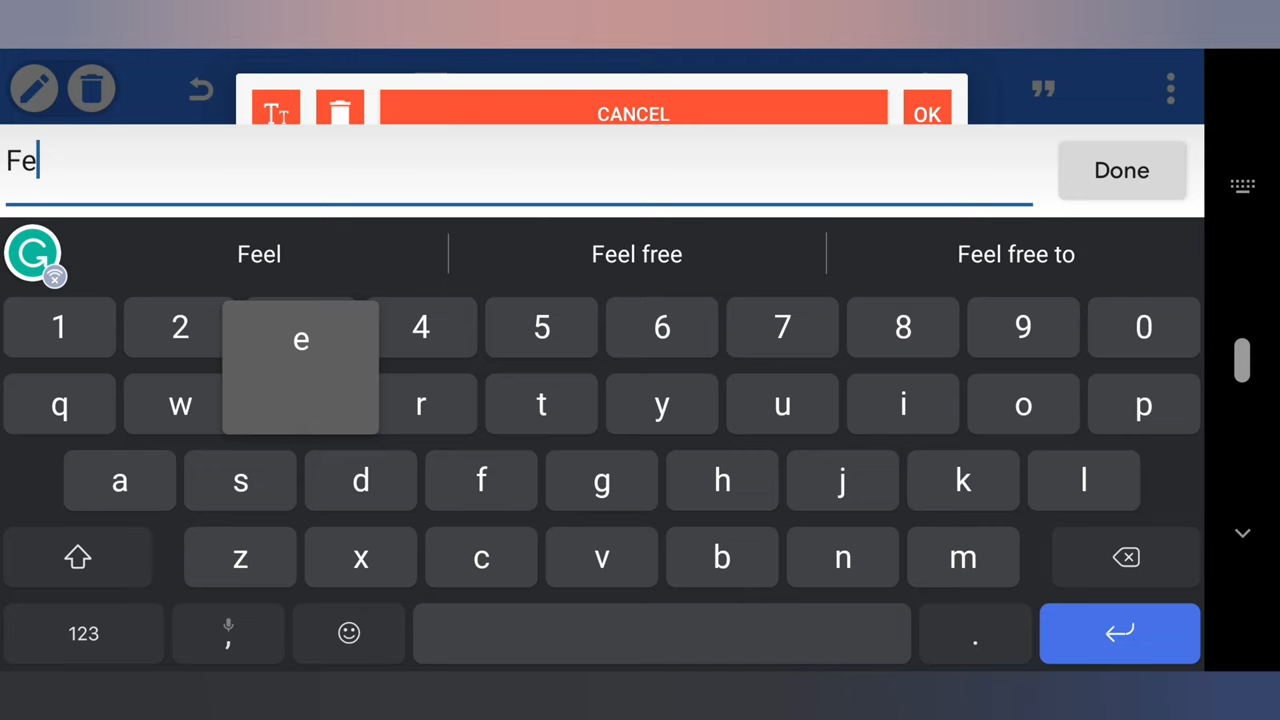 CANCEL
OK
Fe
Done
Feel
Feel free
Feel free to
1 2 4 5 6 7 8 9 0
e
q w r t y u i o p
a s d f g h j k l
z x c v b n m
123 , .